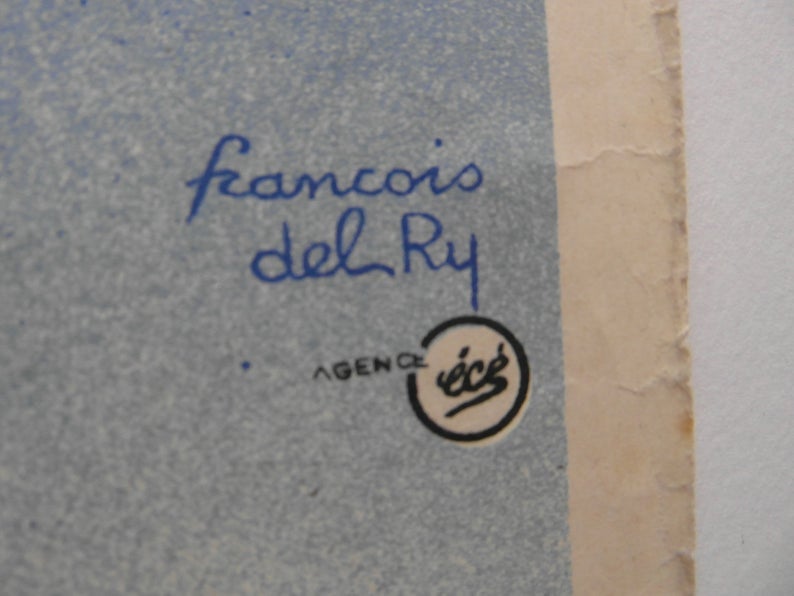 francois
del Ry
AGENCE écé